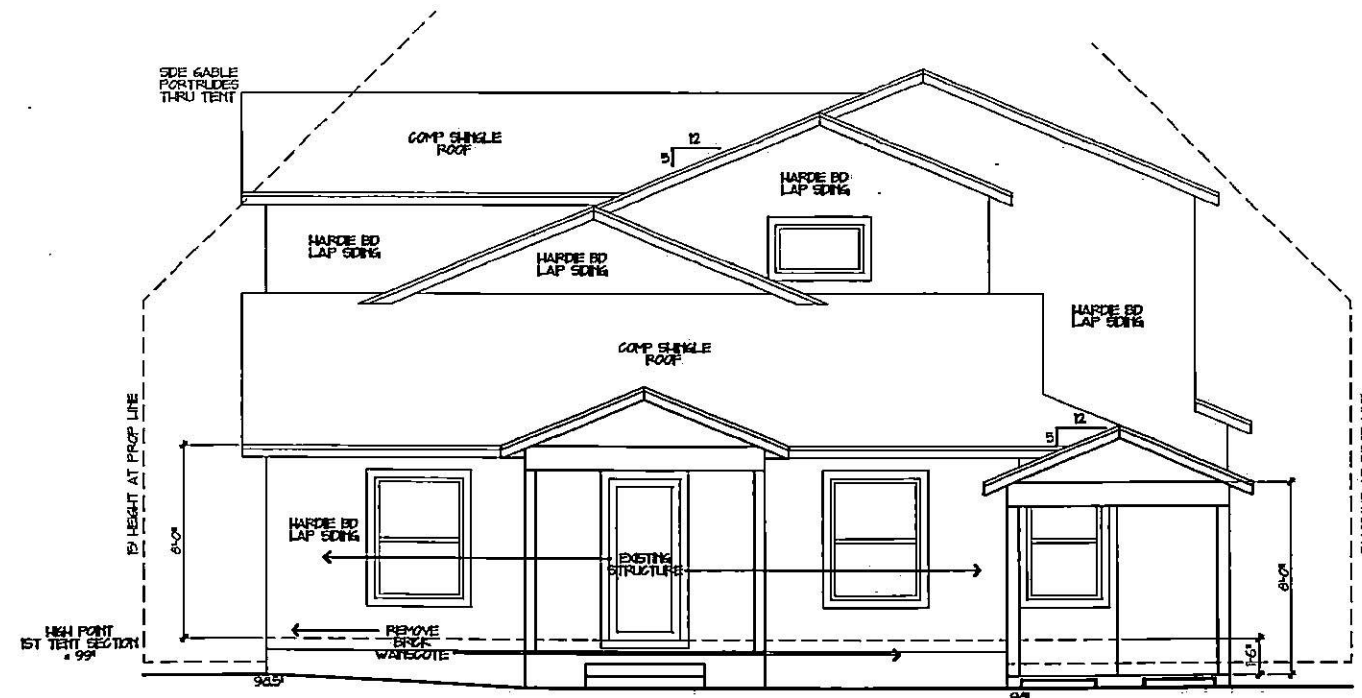 SIDE GABLE
PORTRUDES
THRU TENT
COMP SHINGLE
ROOF
12
5
HARDIE BD
LAP SIDING
HARDIE BD
LAP SIDING
HARDIE BD
LAP SIDING
HARDIE BD
LAP SIDING
COMP SHINGLE
ROOF
15' HEIGHT AT PROP LINE
12
5
8'-0"
HARDIE BD
LAP SIDING
EXISTING
STRUCTURE
8'-0"
HIGH POINT
1ST TENT SECTION
= 99'
REMOVE
BRICK
WAINSCOTE
1'-6"
98.5'